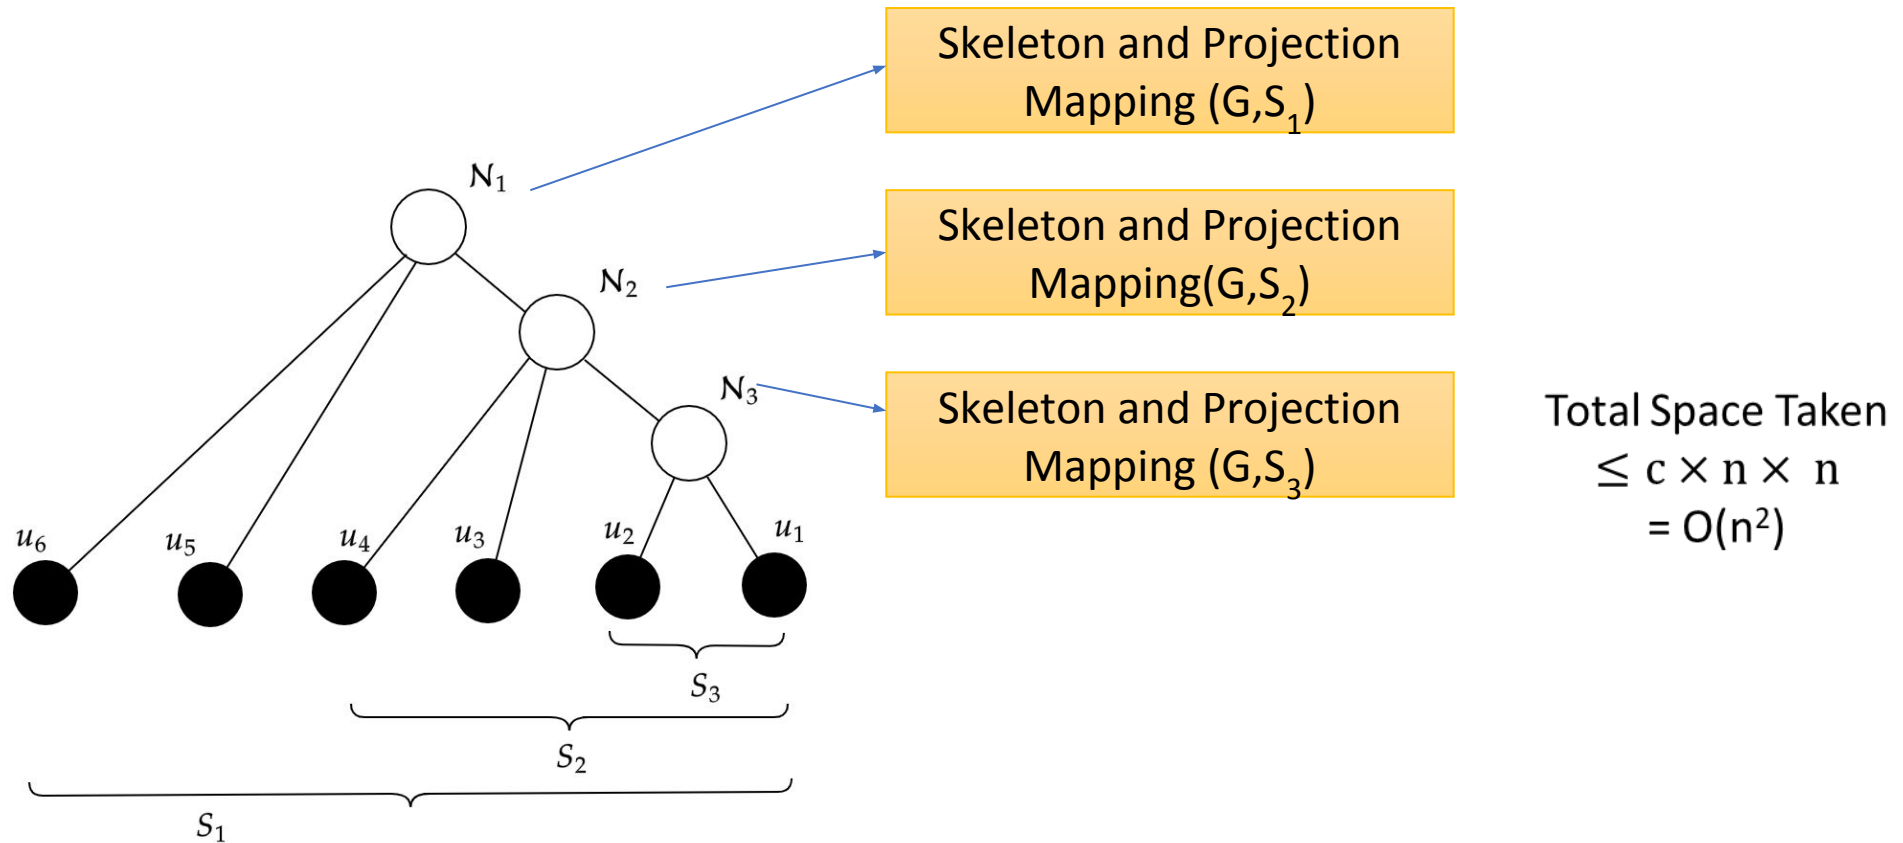 Skeleton and Projection
Mapping (G,S₁)
𝒩₁
Skeleton and Projection
Mapping(G,S₂)
𝒩₂
Skeleton and Projection
Mapping (G,S₃)
𝒩₃
Total Space Taken
≤ c × n × n
= O(n²)
u₆
u₅
u₄
u₃
u₂
u₁
S₃
S₂
S₁